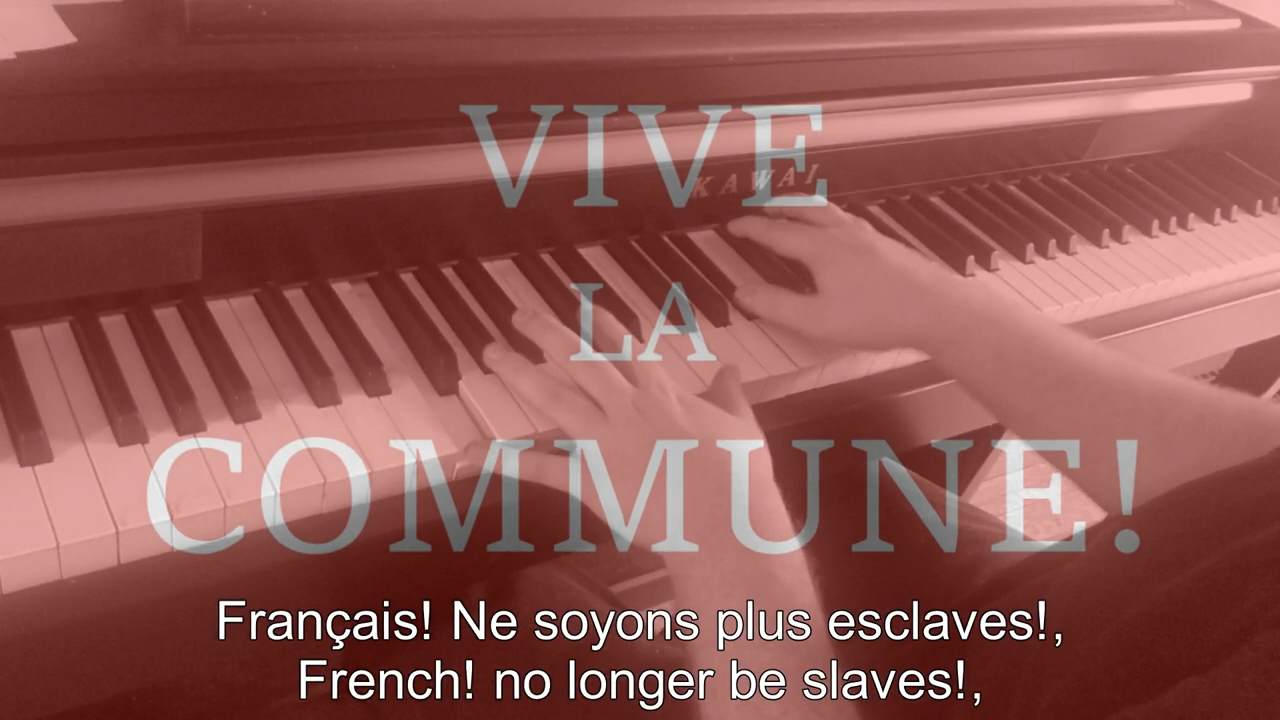 VIVE
KAWAI
LA
COMMUNE!
Français! Ne soyons plus esclaves!,
French! no longer be slaves!,